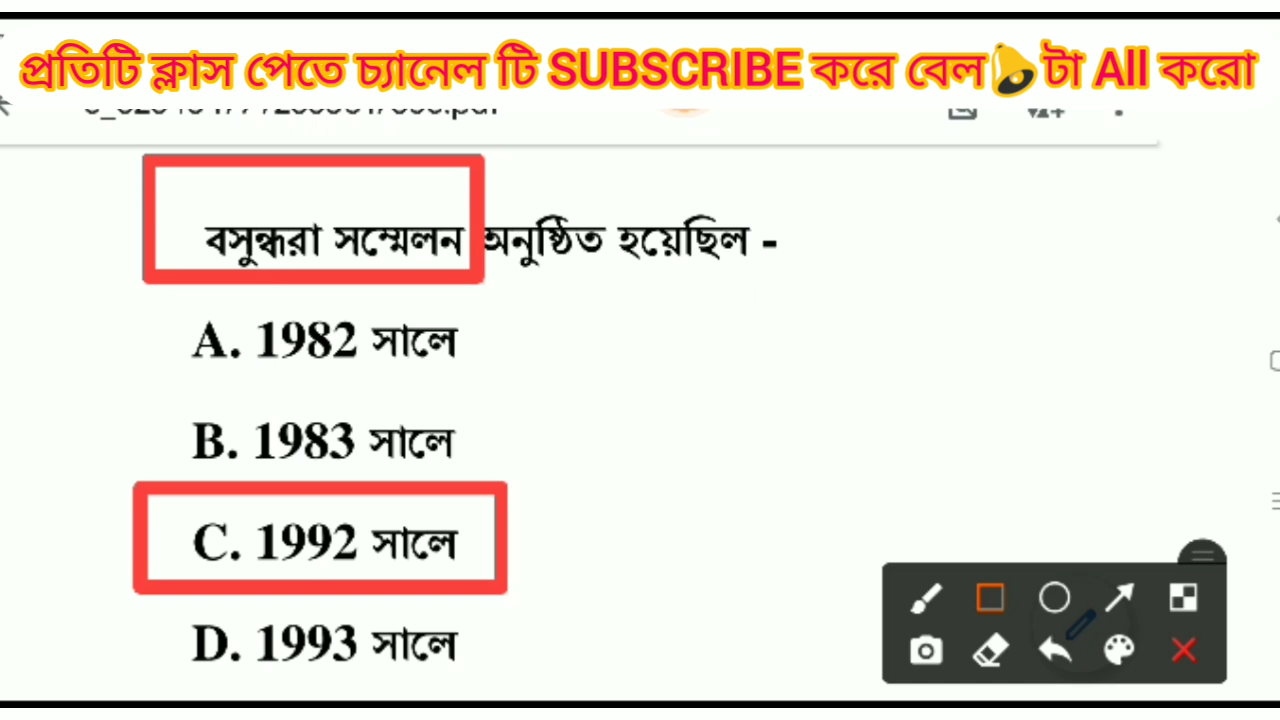 প্রতিটি ক্লাস পেতে চ্যানেল টি SUBSCRIBE করে বেল🔔টা All করো
বসুন্ধরা সম্মেলন অনুষ্ঠিত হয়েছিল -
A. 1982 সালে
B. 1983 সালে
C. 1992 সালে
D. 1993 সালে